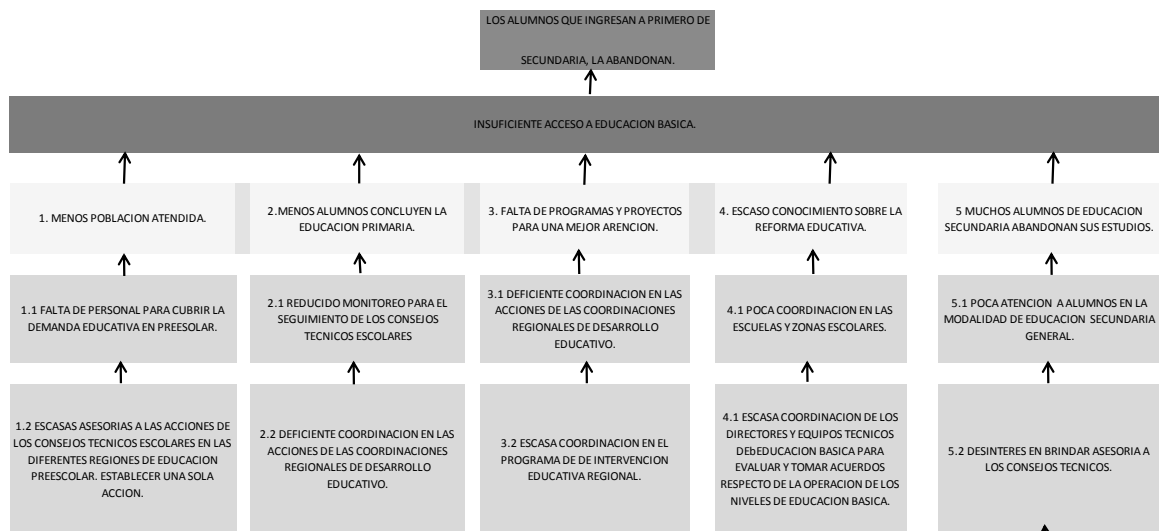 LOS ALUMNOS QUE INGRESAN A PRIMERO DE
SECUNDARIA, LA ABANDONAN.
INSUFICIENTE ACCESO A EDUCACION BASICA.
1. MENOS POBLACION ATENDIDA.
2.MENOS ALUMNOS CONCLUYEN LA
EDUCACION PRIMARIA.
3. FALTA DE PROGRAMAS Y PROYECTOS
PARA UNA MEJOR ARENCION.
4. ESCASO CONOCIMIENTO SOBRE LA
REFORMA EDUCATIVA.
5 MUCHOS ALUMNOS DE EDUCACION
SECUNDARIA ABANDONAN SUS ESTUDIOS.
1.1 FALTA DE PERSONAL PARA CUBRIR LA
DEMANDA EDUCATIVA EN PREESOLAR.
2.1 REDUCIDO MONITOREO PARA EL
SEGUIMIENTO DE LOS CONSEJOS
TECNICOS ESCOLARES
3.1 DEFICIENTE COORDINACION EN LAS
ACCIONES DE LAS COORDINACIONES
REGIONALES DE DESARROLLO
EDUCATIVO.
4.1 POCA COORDINACION EN LAS
ESCUELAS Y ZONAS ESCOLARES.
5.1 POCA ATENCION A ALUMNOS EN LA
MODALIDAD DE EDUCACION SECUNDARIA
GENERAL.
1.2 ESCASAS ASESORIAS A LAS ACCIONES DE
LOS CONSEJOS TECNICOS ESCOLARES EN LAS
DIFERENTES REGIONES DE EDUCACION
PREESCOLAR. ESTABLECER UNA SOLA
ACCION.
2.2 DEFICIENTE COORDINACION EN LAS
ACCIONES DE LAS COORDINACIONES
REGIONALES DE DESARROLLO
EDUCATIVO.
3.2 ESCASA COORDINACION EN EL
PROGRAMA DE DE INTERVENCION
EDUCATIVA REGIONAL.
4.1 ESCASA COORDINACION DE LOS
DIRECTORES Y EQUIPOS TECNICOS
DEbEDUCACION BASICA PARA
EVALUAR Y TOMAR ACUERDOS
RESPECTO DE LA OPERACION DE LOS
NIVELES DE EDUCACION BASICA.
5.2 DESINTERES EN BRINDAR ASESORIA A
LOS CONSEJOS TECNICOS.